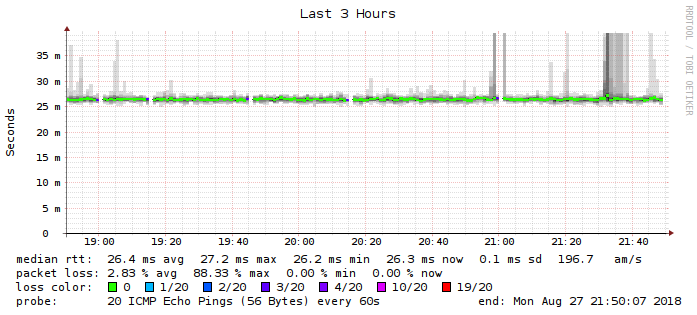 Last 3 Hours
RRDTOOL / TOBI OETIKER
Seconds
35 m
30 m
25 m
20 m
15 m
10 m
5 m
0
19:00 19:20 19:40 20:00 20:20 20:40 21:00 21:20 21:40
median rtt: 26.4 ms avg 27.2 ms max 26.2 ms min 26.3 ms now 0.1 ms sd 196.7 am/s
packet loss: 2.83 % avg 88.33 % max 0.00 % min 0.00 % now
loss color: 0 1/20 2/20 3/20 4/20 10/20 19/20
probe: 20 ICMP Echo Pings (56 Bytes) every 60s end: Mon Aug 27 21:50:07 2018